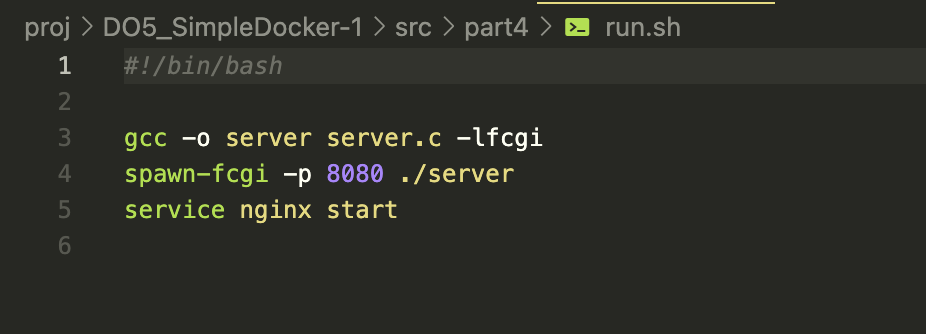 proj > DO5_SimpleDocker-1 > src > part4 > run.sh
1 #!/bin/bash
2
3 gcc -o server server.c -lfcgi
4 spawn-fcgi -p 8080 ./server
5 service nginx start
6